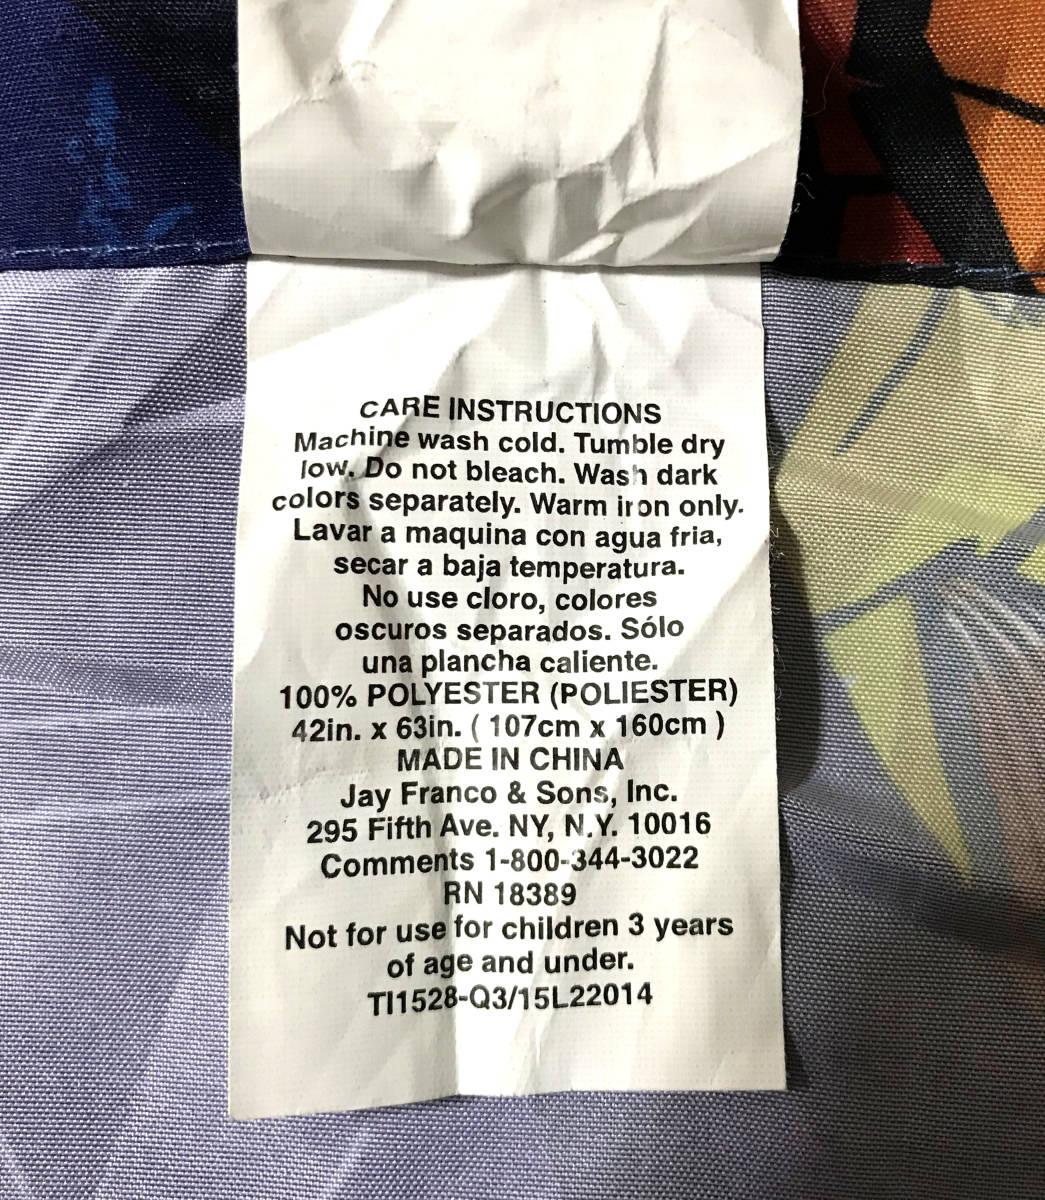 CARE INSTRUCTIONS
Machine wash cold. Tumble dry
low. Do not bleach. Wash dark
colors separately. Warm iron only.
Lavar a maquina con agua fria,
secar a baja temperatura.
No use cloro, colores
oscuros separados. Sólo
una plancha caliente.
100% POLYESTER (POLIESTER)
42in. x 63in. ( 107cm x 160cm )
MADE IN CHINA
Jay Franco & Sons, Inc.
295 Fifth Ave. NY, N.Y. 10016
Comments 1-800-344-3022
RN 18389
Not for use for children 3 years
of age and under.
TI1528-Q3/15L22014